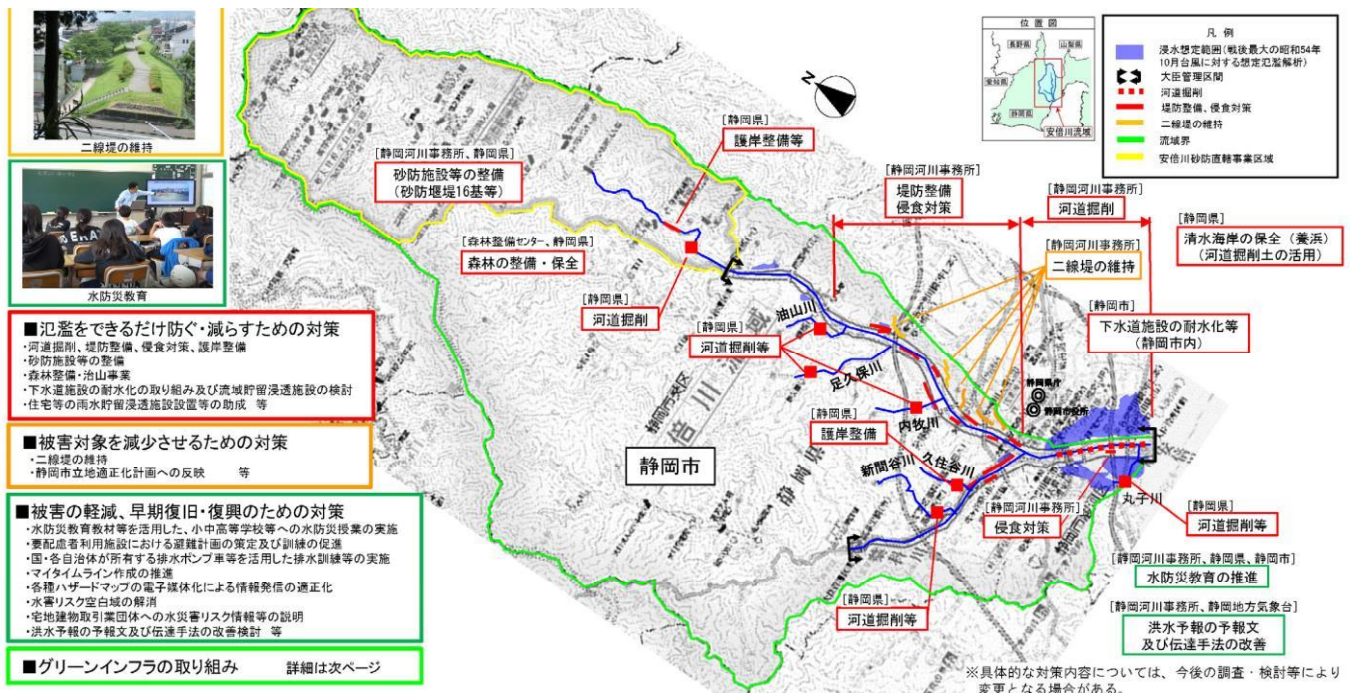 二線堤の維持
水防災教育
■氾濫をできるだけ防ぐ・減らすための対策
・河道掘削、堤防整備、侵食対策、護岸整備
・砂防施設等の整備
・森林整備・治山事業
・下水道施設の耐水化の取り組み及び流域貯留浸透施設の検討
・住宅等の雨水貯留浸透施設設置等の助成 等
■被害対象を減少させるための対策
・二線堤の維持
・静岡市立地適正化計画への反映 等
■被害の軽減、早期復旧・復興のための対策
・水防災教育教材等を活用した、小中高等学校等への水防災授業の実施
・要配慮者利用施設における避難計画の策定及び訓練の促進
・国・各自治体が所有する排水ポンプ車等を活用した排水訓練等の実施
・マイタイムライン作成の推進
・各種ハザードマップの電子媒体化による情報発信の適正化
・水害リスク空白域の解消
・宅地建物取引業団体への水災害リスク情報等の説明
・洪水予報の予報文及び伝達手法の改善検討 等
■グリーンインフラの取り組み 詳細は次ページ
[静岡河川事務所、静岡県]
砂防施設等の整備
(砂防堰堤16基等)
[静岡県]
護岸整備等
[森林整備センター、静岡県]
森林の整備・保全
[静岡県]
河道掘削
[静岡県]
河道掘削等
油山川
足久保川
内牧川
[静岡県]
護岸整備
新間谷川
久住谷川
静岡市
安倍川流域
静岡市葵区
静岡県
[静岡県]
河道掘削等
N
[静岡河川事務所]
堤防整備
侵食対策
[静岡河川事務所]
河道掘削
[静岡河川事務所]
二線堤の維持
[静岡県]
清水海岸の保全(養浜)
(河道掘削土の活用)
[静岡市]
下水道施設の耐水化等
(静岡市内)
静岡県庁
静岡市役所
[静岡河川事務所]
侵食対策
丸子川
[静岡県]
河道掘削等
[静岡河川事務所、静岡県、静岡市]
水防災教育の推進
[静岡河川事務所、静岡地方気象台]
洪水予報の予報文
及び伝達手法の改善
※具体的な対策内容については、今後の調査・検討等により
変更となる場合がある。
位置図
長野県
山梨県
愛知県
静岡県
安倍川流域
凡例
浸水想定範囲(戦後最大の昭和54年
10月台風に対する想定氾濫解析)
大臣管理区間
河道掘削
堤防整備、侵食対策
二線堤の維持
流域界
安倍川砂防直轄事業区域